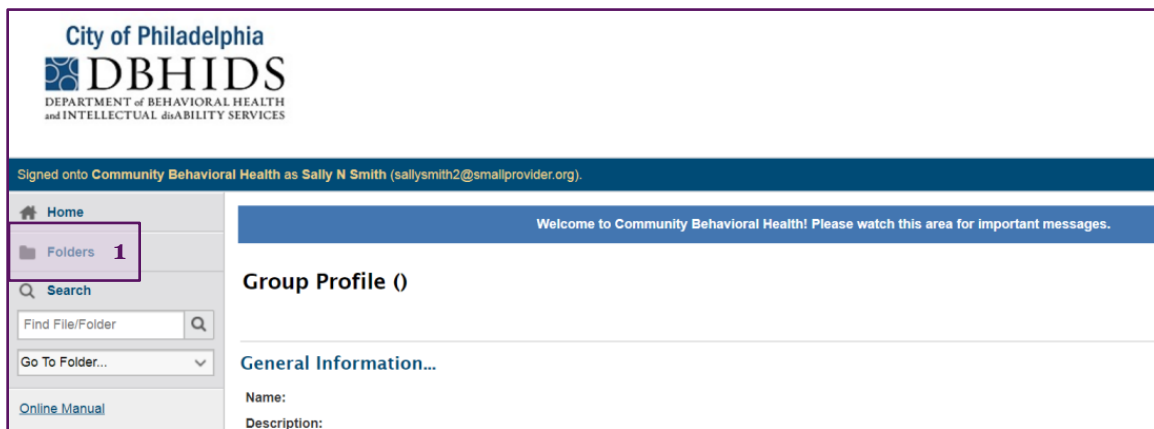 City of Philadelphia
DBHIDS
DEPARTMENT of BEHAVIORAL HEALTH
and INTELLECTUAL disABILITY SERVICES
Signed onto Community Behavioral Health as Sally N Smith (sallysmith2@smallprovider.org).
Home
Folders 1
Search
Find File/Folder
Go To Folder...
Online Manual
Welcome to Community Behavioral Health! Please watch this area for important messages.
Group Profile ()
General Information...
Name:
Description: